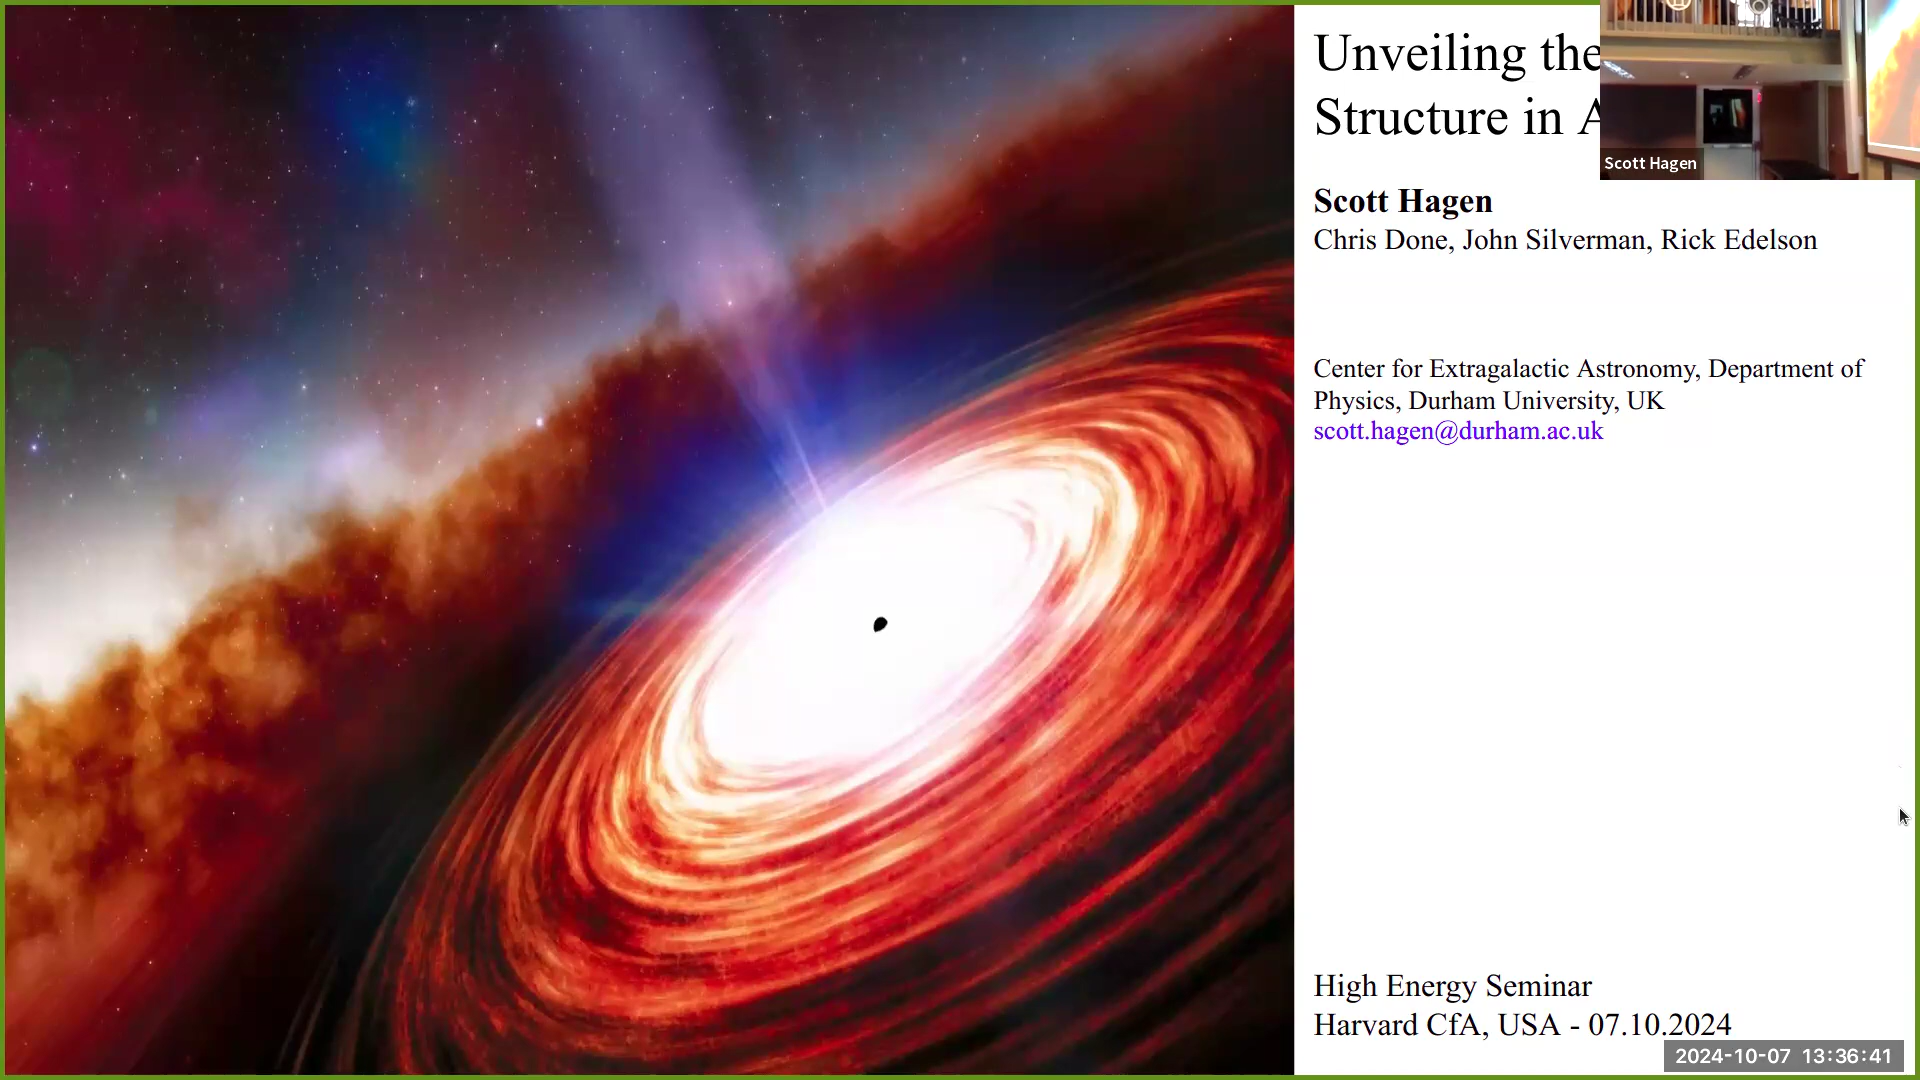 Unveiling the
Structure in
Scott Hagen
Scott Hagen
Chris Done, John Silverman, Rick Edelson
Center for Extragalactic Astronomy, Department of
Physics, Durham University, UK
scott.hagen@durham.ac.uk
High Energy Seminar
Harvard CfA, USA - 07.10.2024
2024-10-07 13:36:41